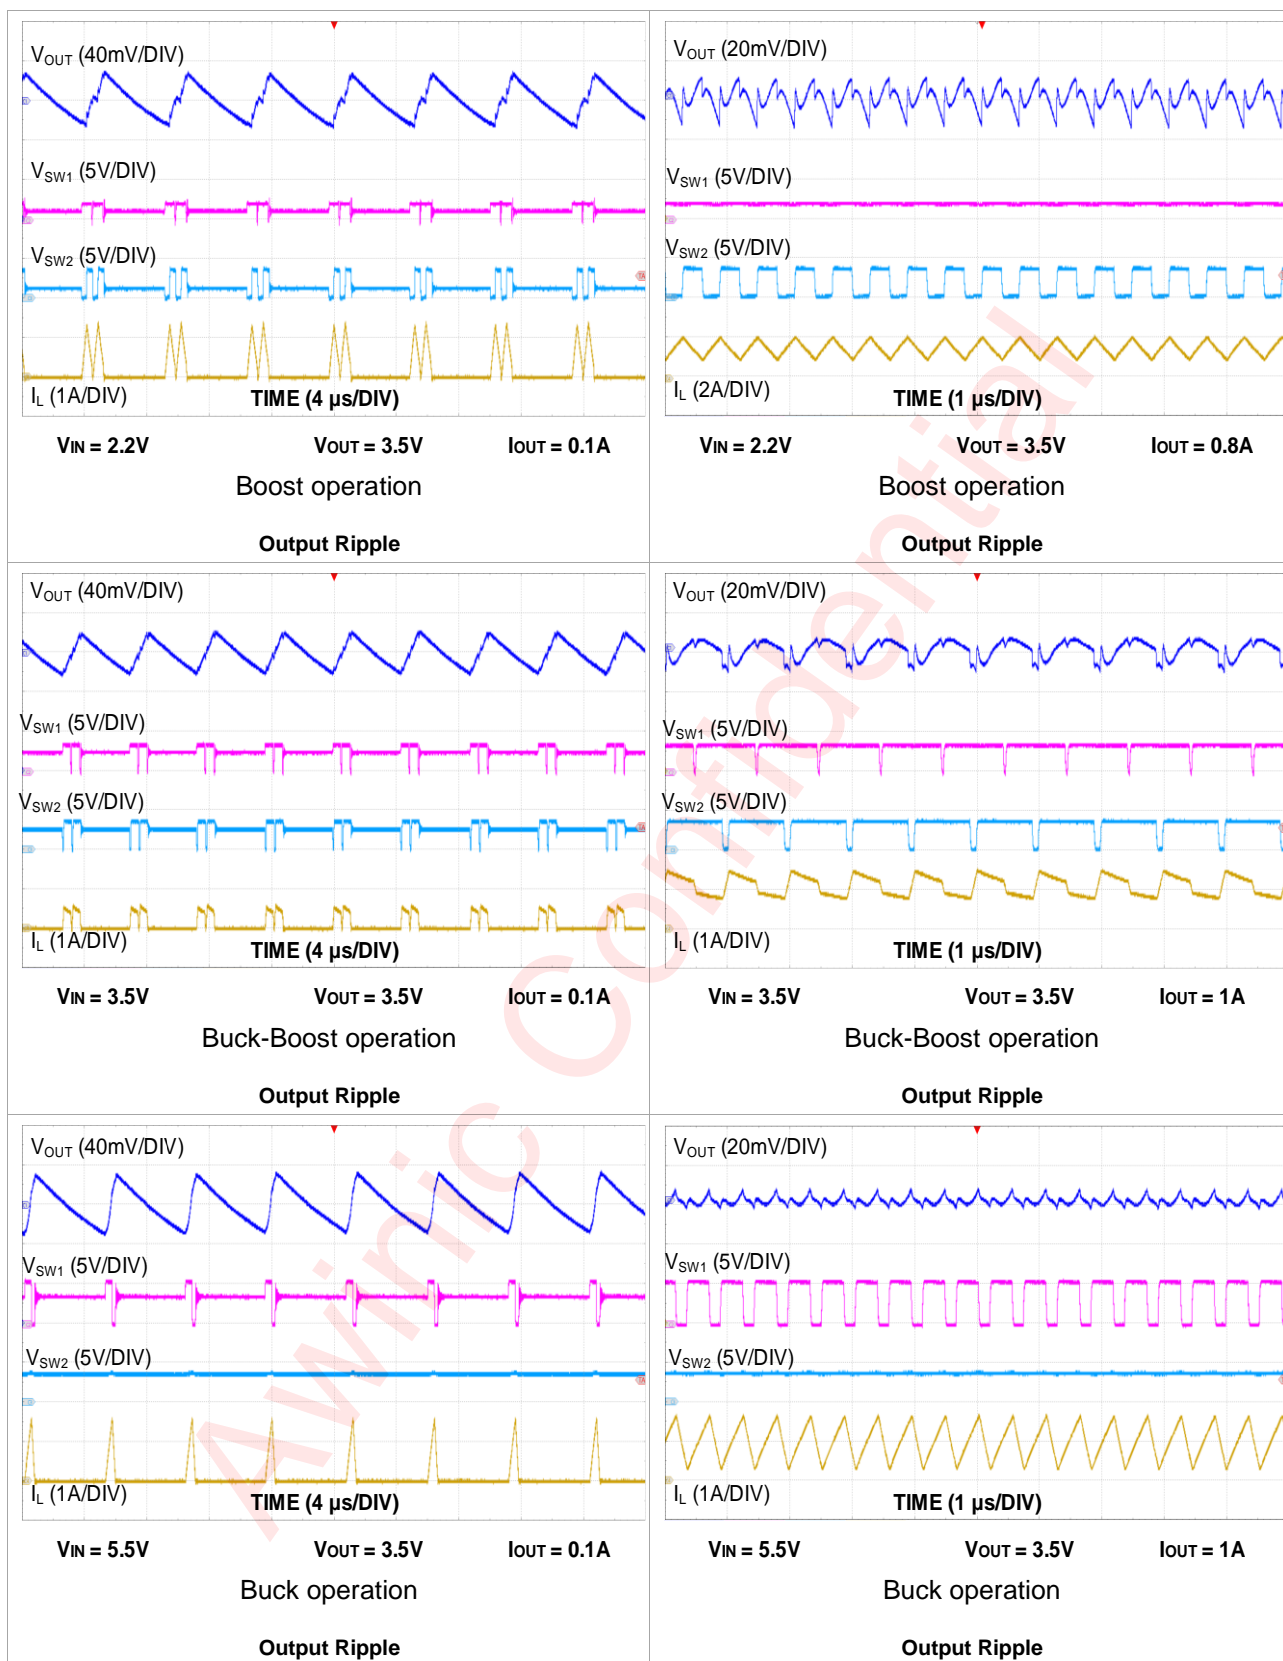 VOUT (40mV/DIV)
VSW1 (5V/DIV)
VSW2 (5V/DIV)
IL (1A/DIV)
TIME (4 µs/DIV)
VIN = 2.2V VOUT = 3.5V IOUT = 0.1A
Boost operation
Output Ripple
VOUT (20mV/DIV)
VSW1 (5V/DIV)
VSW2 (5V/DIV)
IL (2A/DIV)
TIME (1 µs/DIV)
VIN = 2.2V VOUT = 3.5V IOUT = 0.8A
Boost operation
Output Ripple
VOUT (40mV/DIV)
VSW1 (5V/DIV)
VSW2 (5V/DIV)
IL (1A/DIV)
TIME (4 µs/DIV)
VIN = 3.5V VOUT = 3.5V IOUT = 0.1A
Buck-Boost operation
Output Ripple
VOUT (20mV/DIV)
VSW1 (5V/DIV)
VSW2 (5V/DIV)
IL (1A/DIV)
TIME (1 µs/DIV)
VIN = 3.5V VOUT = 3.5V IOUT = 1A
Buck-Boost operation
Output Ripple
VOUT (40mV/DIV)
VSW1 (5V/DIV)
VSW2 (5V/DIV)
IL (1A/DIV)
TIME (4 µs/DIV)
VIN = 5.5V VOUT = 3.5V IOUT = 0.1A
Buck operation
Output Ripple
VOUT (20mV/DIV)
VSW1 (5V/DIV)
VSW2 (5V/DIV)
IL (1A/DIV)
TIME (1 µs/DIV)
VIN = 5.5V VOUT = 3.5V IOUT = 1A
Buck operation
Output Ripple
Awinic Confidential